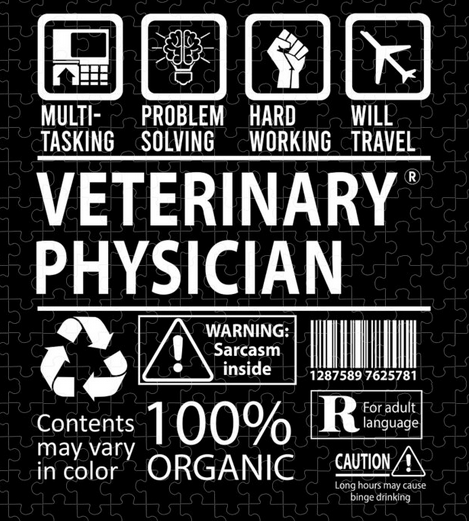 MULTI-
TASKING
PROBLEM
SOLVING
HARD
WORKING
WILL
TRAVEL
VETERINARY ®
PHYSICIAN
WARNING:
Sarcasm
inside
1287589 7625781
Contents
may vary
in color
100%
ORGANIC
R For adult
language
CAUTION
Long hours may cause
binge drinking